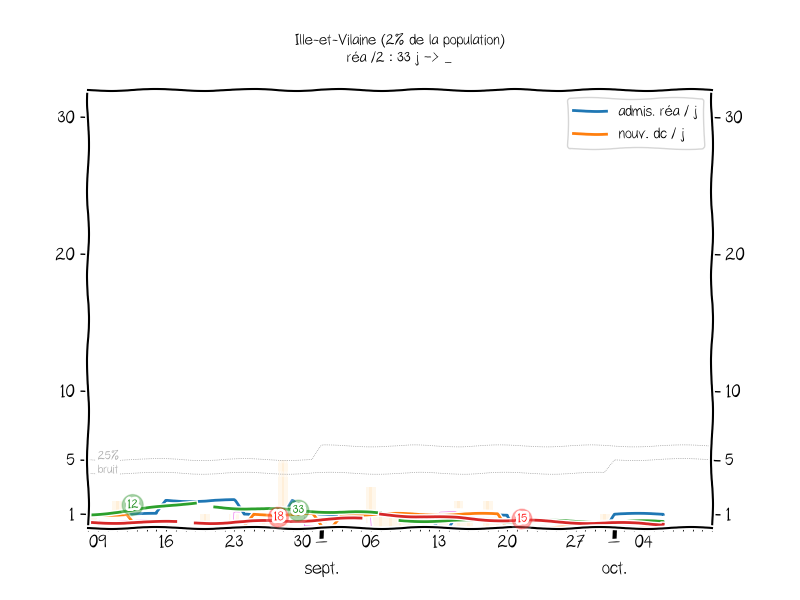 Ille-et-Vilaine (2% de la population)
réa /2 : 33 j -> _
admis. réa / j
nouv. dc / j
30
30
20
20
10
10
25%
5
5
bruit
12
33
18
15
1
1
09 16 23 30 06 13 20 27 04
sept. oct.